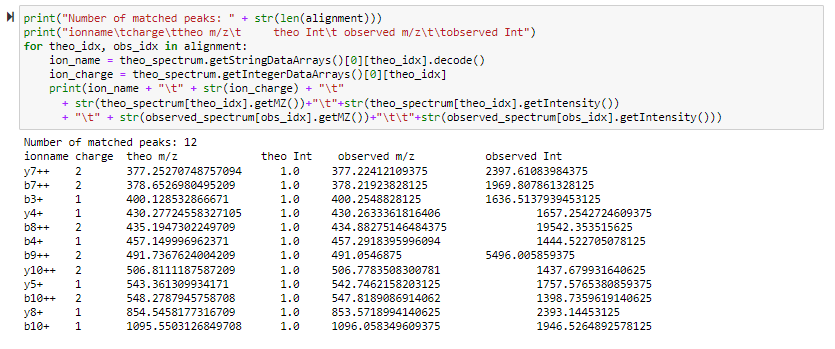 print("Number of matched peaks: " + str(len(alignment)))
print("ionname\tcharge\ttheo m/z\t     theo Int\t observed m/z\t\tobserved Int")
for theo_idx, obs_idx in alignment:
    ion_name = theo_spectrum.getStringDataArrays()[0][theo_idx].decode()
    ion_charge = theo_spectrum.getIntegerDataArrays()[0][theo_idx]
    print(ion_name + "\t" + str(ion_charge) + "\t"
      + str(theo_spectrum[theo_idx].getMZ())+"\t"+str(theo_spectrum[theo_idx].getIntensity())
      + "\t" + str(observed_spectrum[obs_idx].getMZ())+"\t\t"+str(observed_spectrum[obs_idx].getIntensity()))
Number of matched peaks: 12
ionname charge theo m/z theo Int observed m/z observed Int
y7++ 2 377.25270748757094 1.0 377.22412109375 2397.61083984375
b7++ 2 378.6526980495209 1.0 378.21923828125 1969.807861328125
b3+ 1 400.128532866671 1.0 400.2548828125 1636.5137939453125
y4+ 1 430.27724558327105 1.0 430.2633361816406 1657.2542724609375
b8++ 2 435.1947302249709 1.0 434.88275146484375 19542.353515625
b4+ 1 457.149996962371 1.0 457.2918395996094 1444.522705078125
b9++ 2 491.7367624004209 1.0 491.0546875 5496.005859375
y10++ 2 506.8111187587209 1.0 506.7783508300781 1437.679931640625
y5+ 1 543.361309934171 1.0 542.7462158203125 1757.5765380859375
b10++ 2 548.2787945758708 1.0 547.8189086914062 1398.7359619140625
y8+ 1 854.5458177316709 1.0 853.5718994140625 2393.14453125
b10+ 1 1095.5503126849708 1.0 1096.058349609375 1946.5264892578125